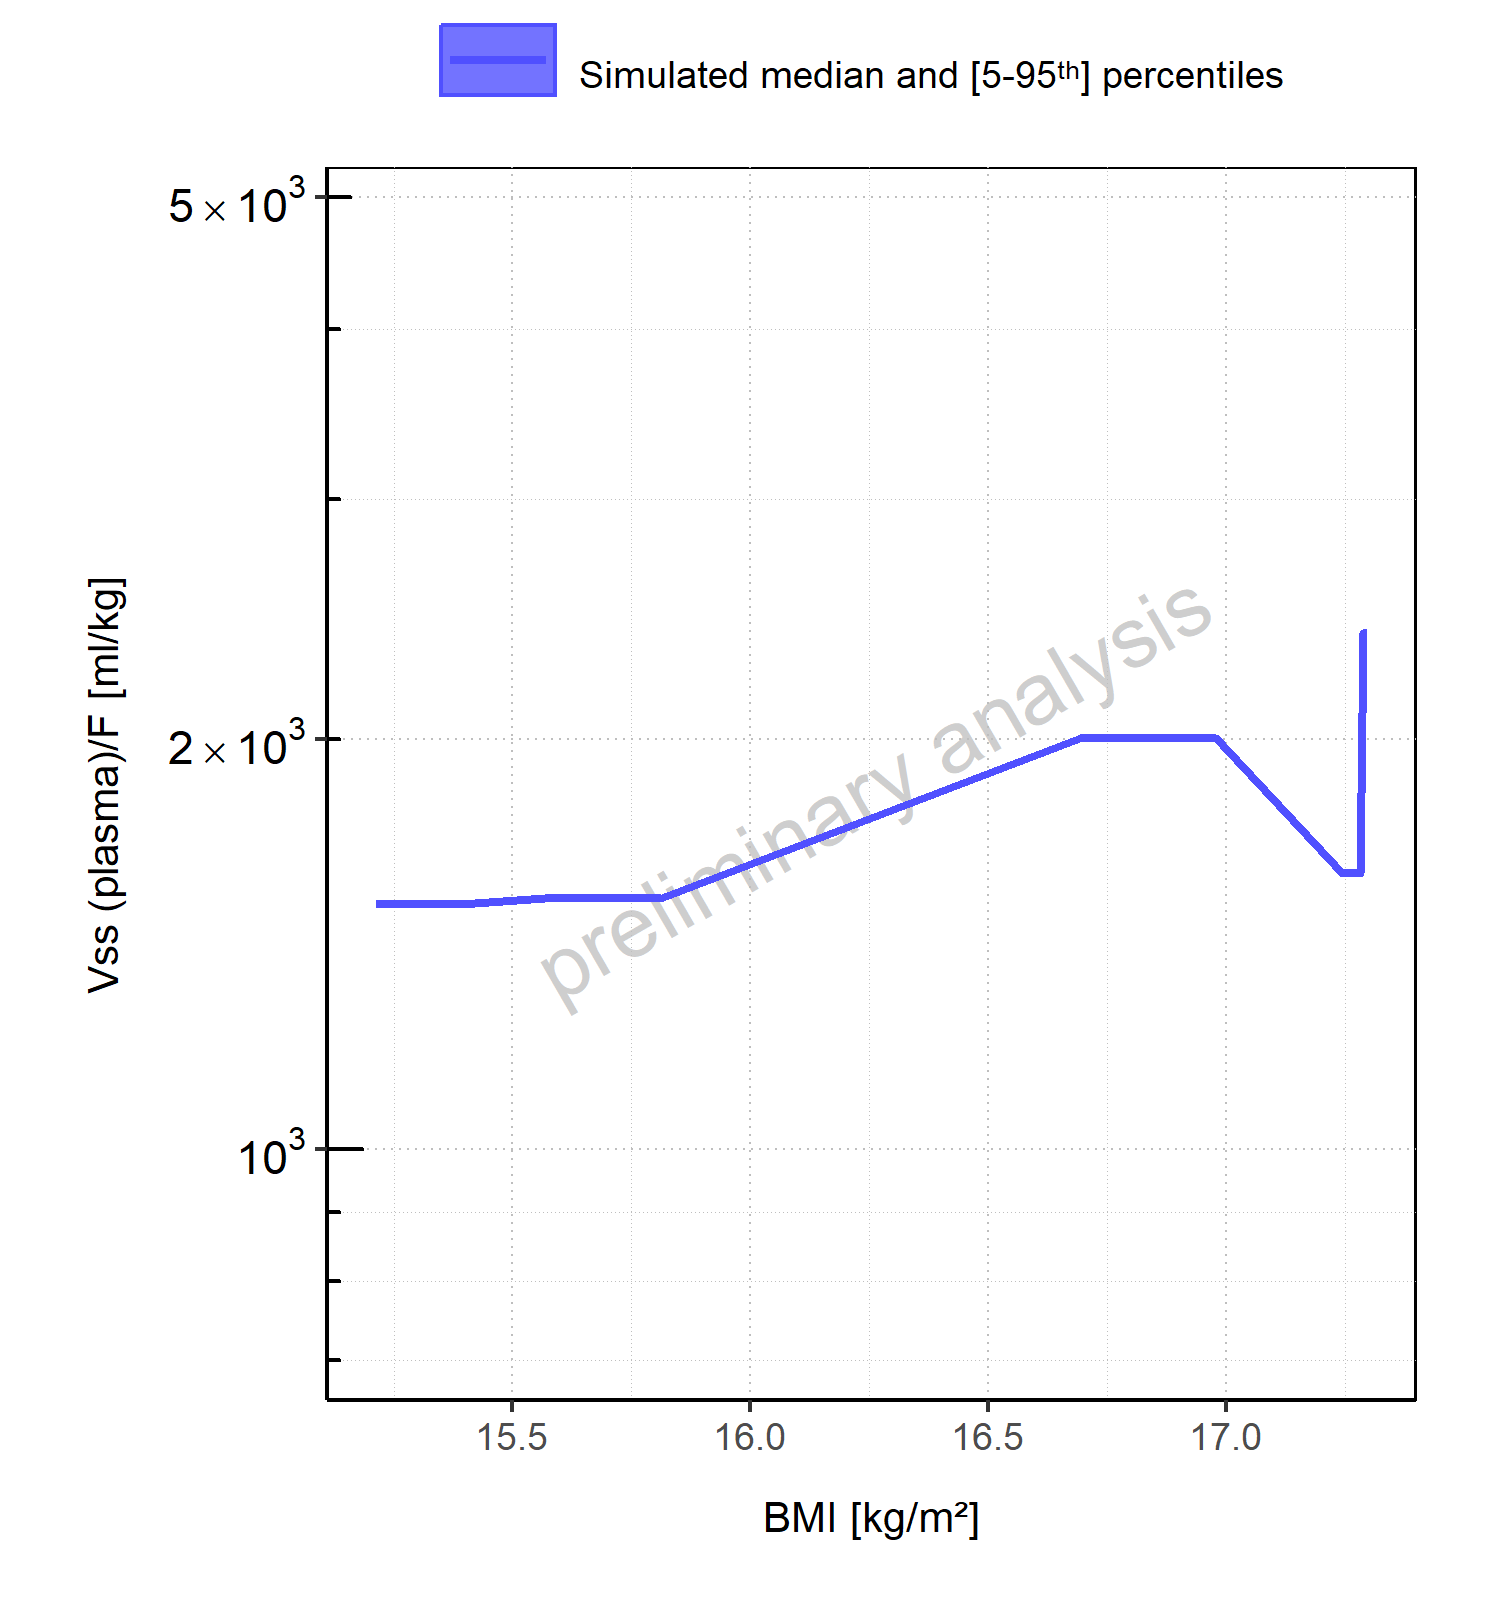 Simulated median and [5-95ᵗʰ] percentiles
5 × 10³
2 × 10³
10³
Vss (plasma)/F [ml/kg]
preliminary analysis
15.5 16.0 16.5 17.0
BMI [kg/m²]